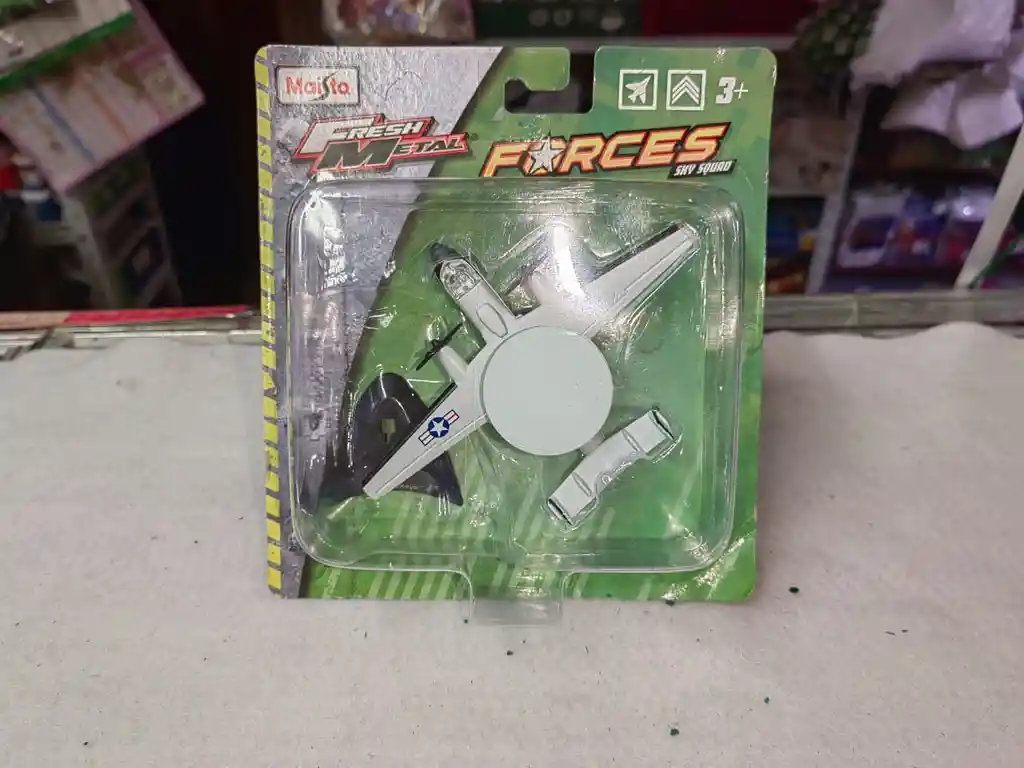 Maisto
3+
FRESH
METAL
FORCES
SKY SQUAD